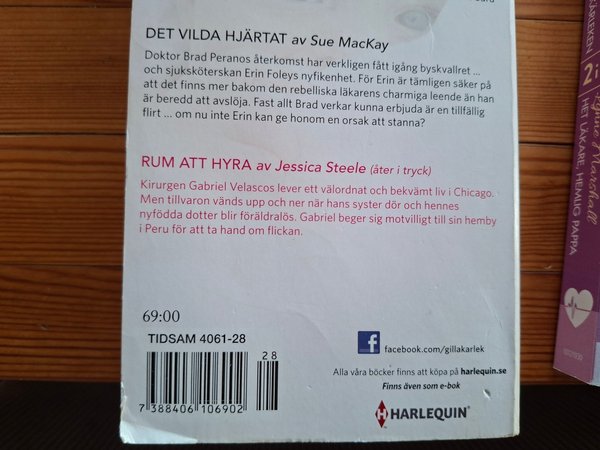 DET VILDA HJÄRTAT av Sue MacKay
Doktor Brad Peranos återkomst har verkligen fått igång byskvallret ...
och sjuksköterskan Erin Foleys nyfikenhet. För Erin är tämligen säker på
att det finns mer bakom den rebelliska läkarens charmiga leende än han
är beredd att avslöja. Fast allt Brad verkar kunna erbjuda är en tillfällig
flirt ... om nu inte Erin kan ge honom en orsak att stanna?
RUM ATT HYRA av Jessica Steele (åter i tryck)
Kirurgen Gabriel Velascos lever ett välordnat och bekvämt liv i Chicago.
Men tillvaron vänds upp och ner när hans syster dör och hennes
nyfödda dotter blir föräldralös. Gabriel beger sig motvilligt till sin hemby
i Peru för att ta hand om flickan.
69:00
TIDSAM 4061-28
28
7 388406 106902
facebook.com/gillakarlek
Alla våra böcker finns att köpa på harlequin.se
Finns även som e-bok
HARLEQUIN
KÄRLEKEN
2 i
Lynne Marshall
HET LÄKARE, HEMLIG PAPPA